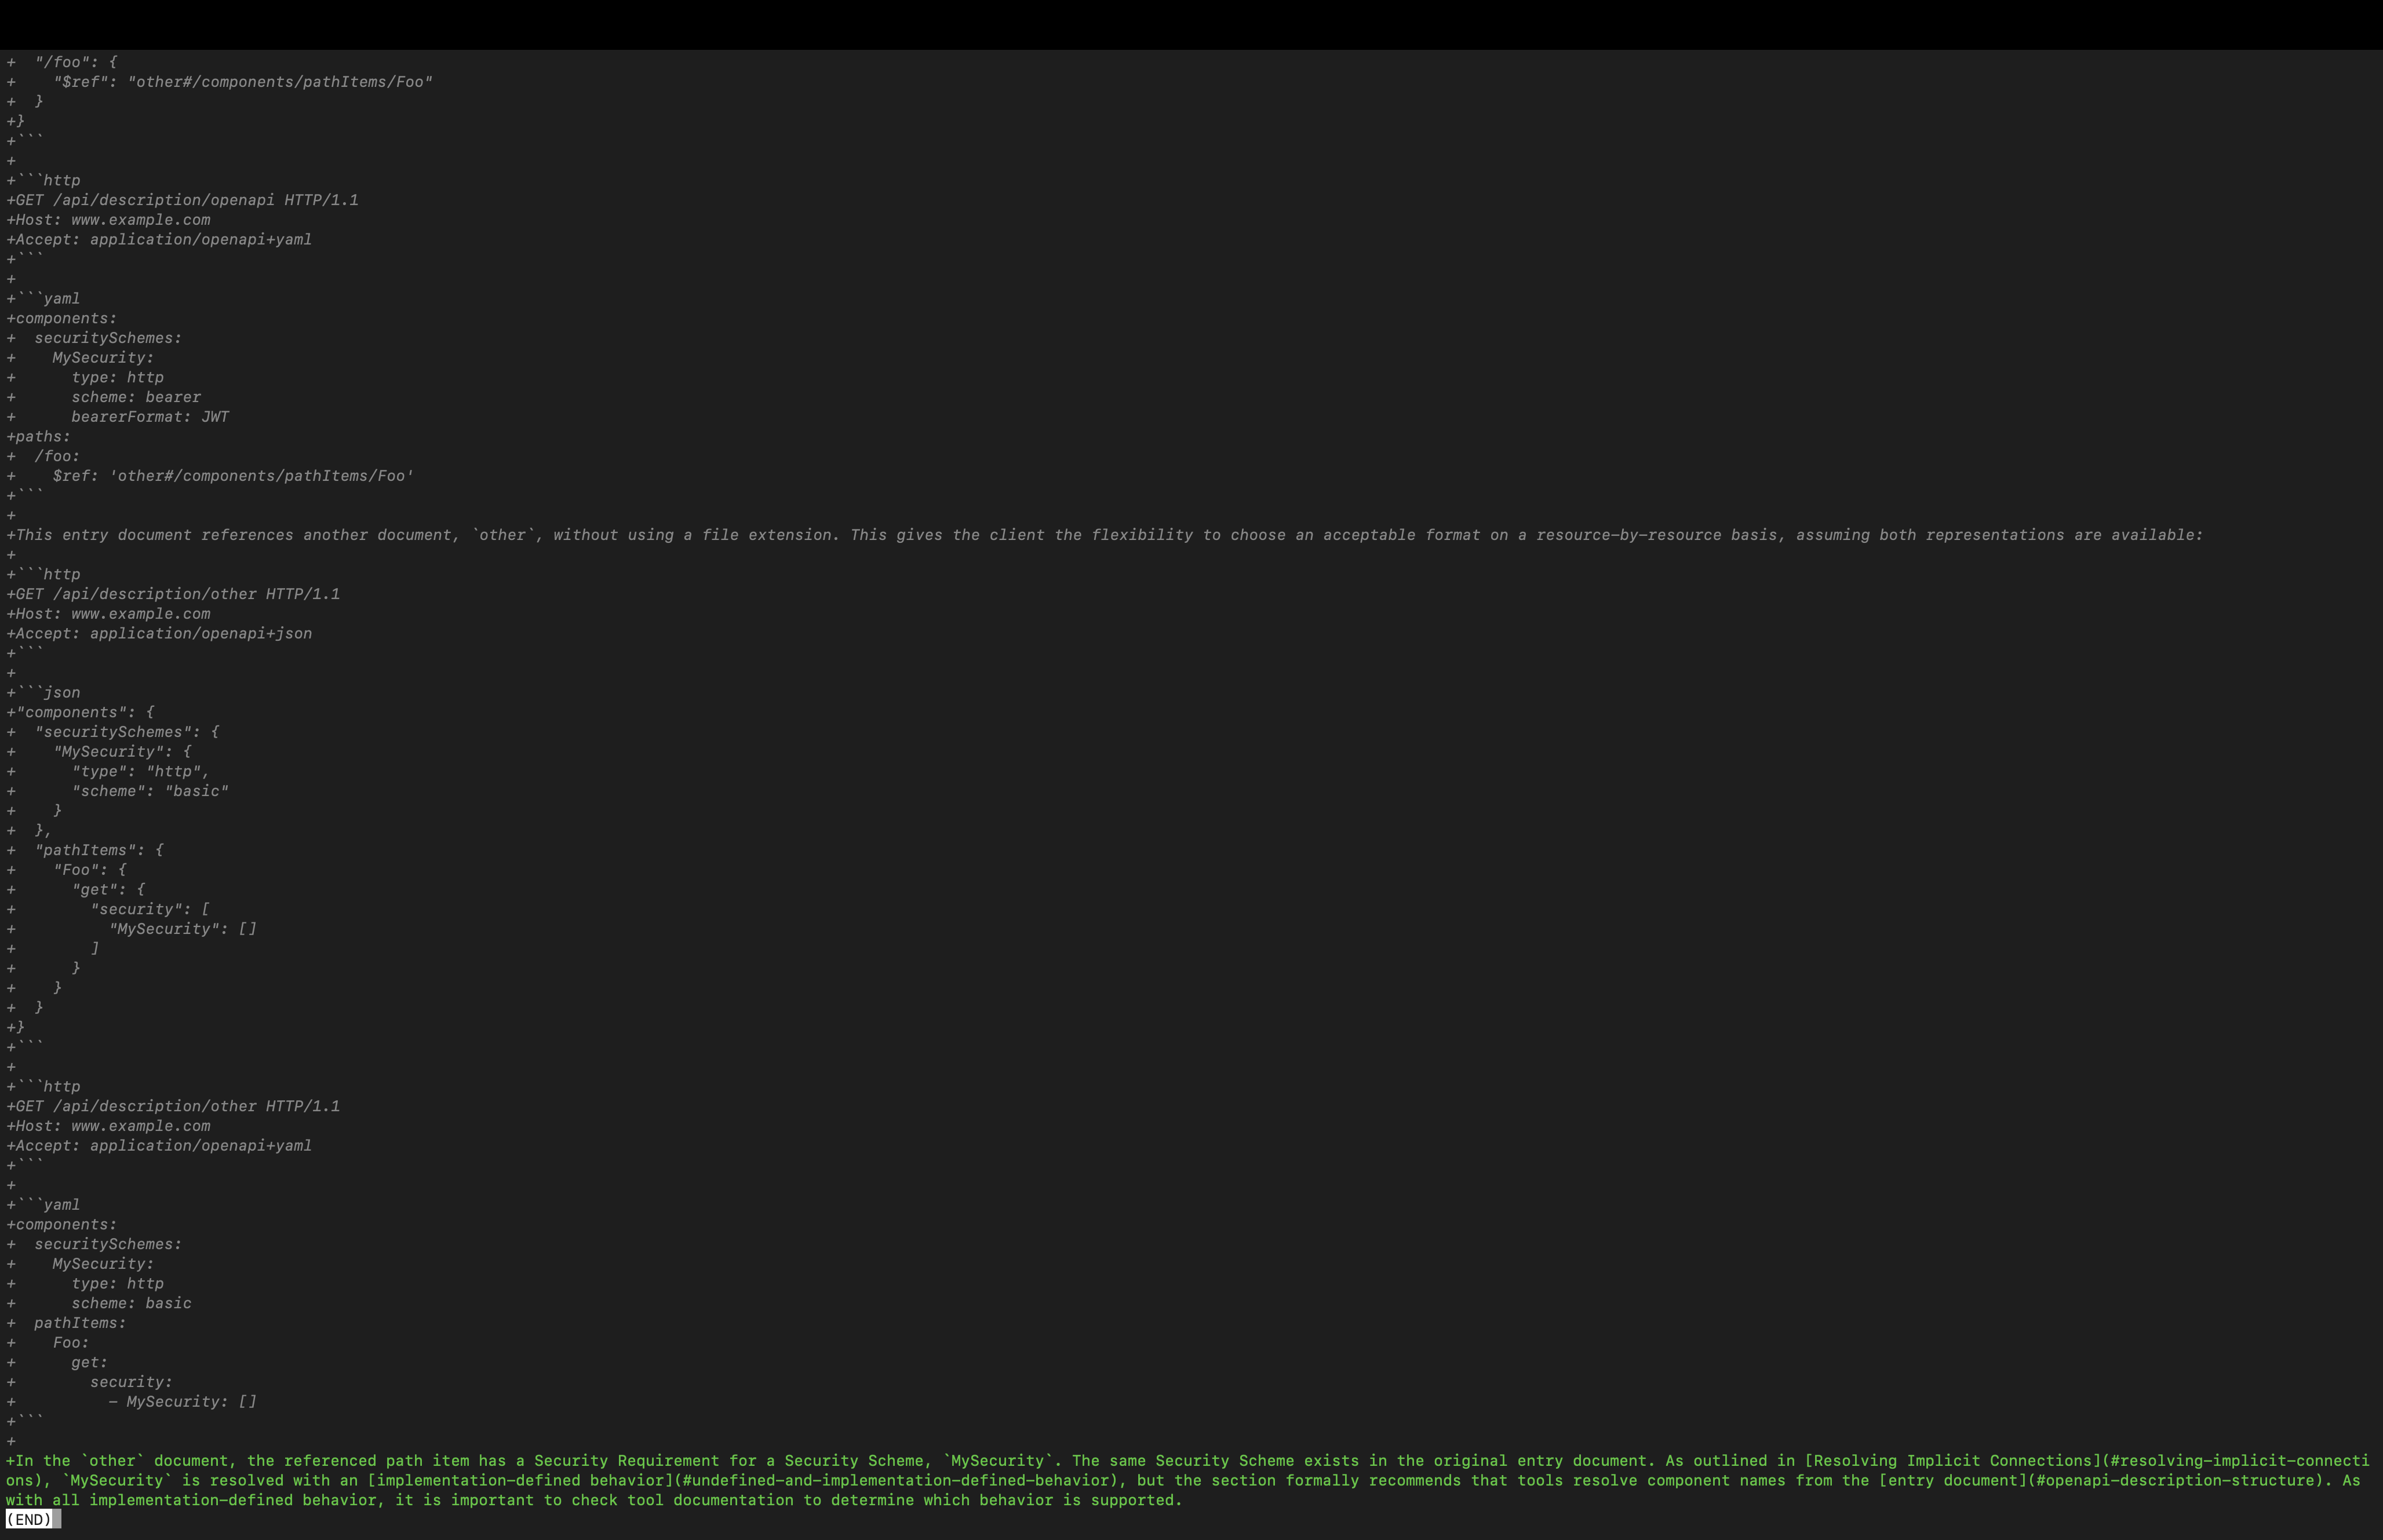 +  "/foo": {
+    "$ref": "other#/components/pathItems/Foo"
+  }
+}
+```
+
+```http
+GET /api/description/openapi HTTP/1.1
+Host: www.example.com
+Accept: application/openapi+yaml
+```
+
+```yaml
+components:
+  securitySchemes:
+    MySecurity:
+      type: http
+      scheme: bearer
+      bearerFormat: JWT
+paths:
+  /foo:
+    $ref: 'other#/components/pathItems/Foo'
+```
+
+This entry document references another document, `other`, without using a file extension. This gives the client the flexibility to choose an acceptable format on a resource-by-resource basis, assuming both representations are available:
+
+```http
+GET /api/description/other HTTP/1.1
+Host: www.example.com
+Accept: application/openapi+json
+```
+
+```json
+"components": {
+  "securitySchemes": {
+    "MySecurity": {
+      "type": "http",
+      "scheme": "basic"
+    }
+  },
+  "pathItems": {
+    "Foo": {
+      "get": {
+        "security": [
+          "MySecurity": []
+        ]
+      }
+    }
+  }
+}
+```
+
+```http
+GET /api/description/other HTTP/1.1
+Host: www.example.com
+Accept: application/openapi+yaml
+```
+
+```yaml
+components:
+  securitySchemes:
+    MySecurity:
+      type: http
+      scheme: basic
+  pathItems:
+    Foo:
+      get:
+        security:
+          - MySecurity: []
+```
+
+In the `other` document, the referenced path item has a Security Requirement for a Security Scheme, `MySecurity`. The same Security Scheme exists in the original entry document. As outlined in [Resolving Implicit Connections](#resolving-implicit-connecti
ons), `MySecurity` is resolved with an [implementation-defined behavior](#undefined-and-implementation-defined-behavior), but the section formally recommends that tools resolve component names from the [entry document](#openapi-description-structure). As
with all implementation-defined behavior, it is important to check tool documentation to determine which behavior is supported.
(END)